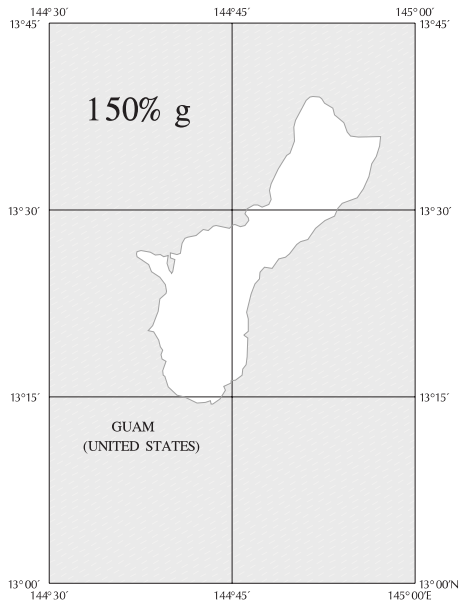 144° 30´ 144° 45´ 145° 00´
13° 45´ 13° 45´
150% g
13° 30´ 13° 30´
13° 15´ 13° 15´
GUAM
(UNITED STATES)
13° 00´ 13° 00´N
144° 30´ 144° 45´ 145° 00´E